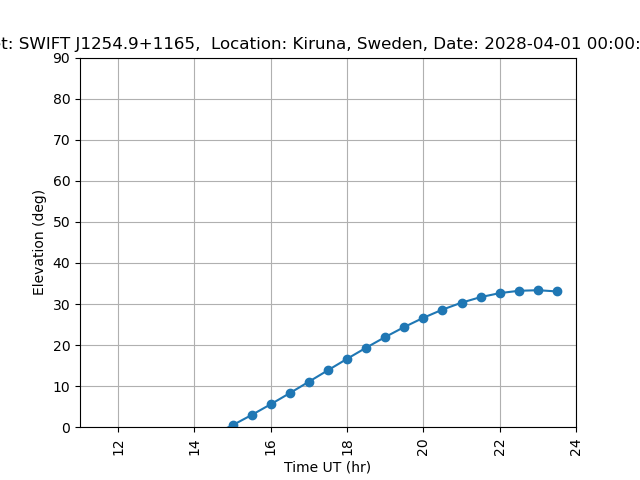 t: SWIFT J1254.9+1165,  Location: Kiruna, Sweden, Date: 2028-04-01 00:00:
90
80
70
60
50
40
30
20
10
0
Elevation (deg)
12 14 16 18 20 22 24
Time UT (hr)